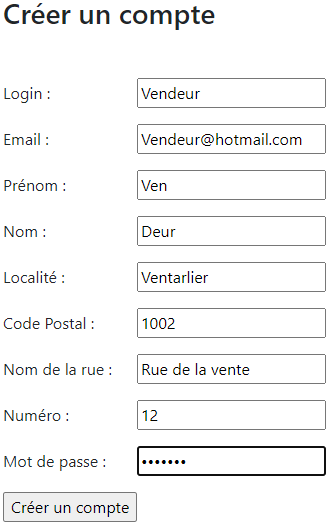 Créer un compte
Login : Vendeur
Email : Vendeur@hotmail.com
Prénom : Ven
Nom : Deur
Localité : Ventarlier
Code Postal : 1002
Nom de la rue : Rue de la vente
Numéro : 12
Mot de passe : •••••••
Créer un compte